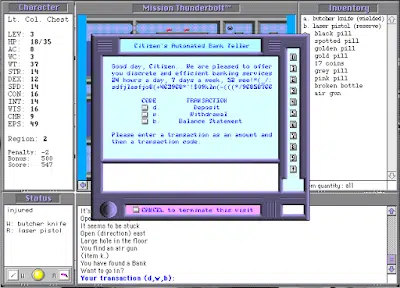 Character
Lt. Col. Chest
LEV: 3
HP: 18/35
AC: 8
WC: 3
WT: 37
STR: 14
DEX: 12
SPD: 14
CON: 16
INT: 14
WIS: 16
CHR: 9
EPS: 49
Region: 2
Penalty: -2
Bonus: 500
Score: 547
Status
injured
W: butcher knife
R: laser pistol
Mission Thunderbolt™
Citizen's Automated Bank Teller
Good day, Citizen. We are pleased to offer
you discrete and efficient banking services
24 hours a day, 7 days a week, 52
CODE TRANSACTION
d Deposit
w Withdrawal
b Balance Statement
Please enter a transaction as an amount and
then a transaction code.
CANCEL to terminate this visit
It's
Open
It seems to be stuck
Open (direction) east
Large hole in the floor
You find an air gun
(item k.)
You have found a Bank
Want to go in?
Your transaction (d,w,b):
Inventory
a. butcher knife (wielded)
b. laser pistol (reserve)
black pill
spotted pill
golden pill
gold pill
17 coins
grey pill
pink pill
broken bottle
air gun
quantity: all